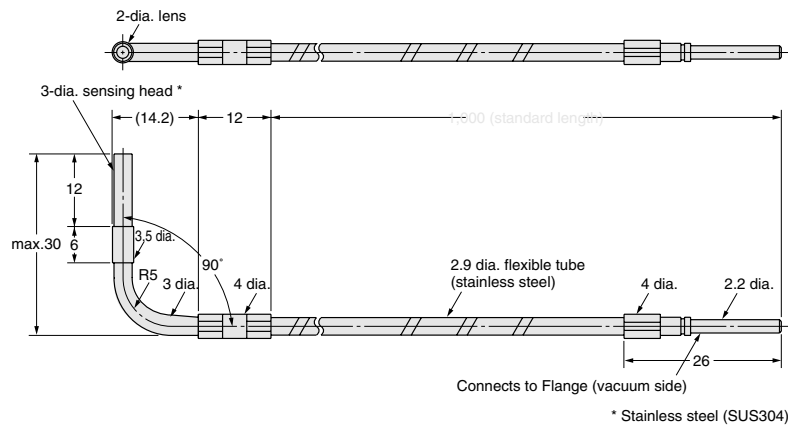 2-dia. lens
3-dia. sensing head *
(14.2)
12
1,000 (standard length)
12
max.30
6
3.5 dia.
90°
R5
3 dia.
4 dia.
2.9 dia. flexible tube
(stainless steel)
4 dia.
2.2 dia.
26
Connects to Flange (vacuum side)
* Stainless steel (SUS304)